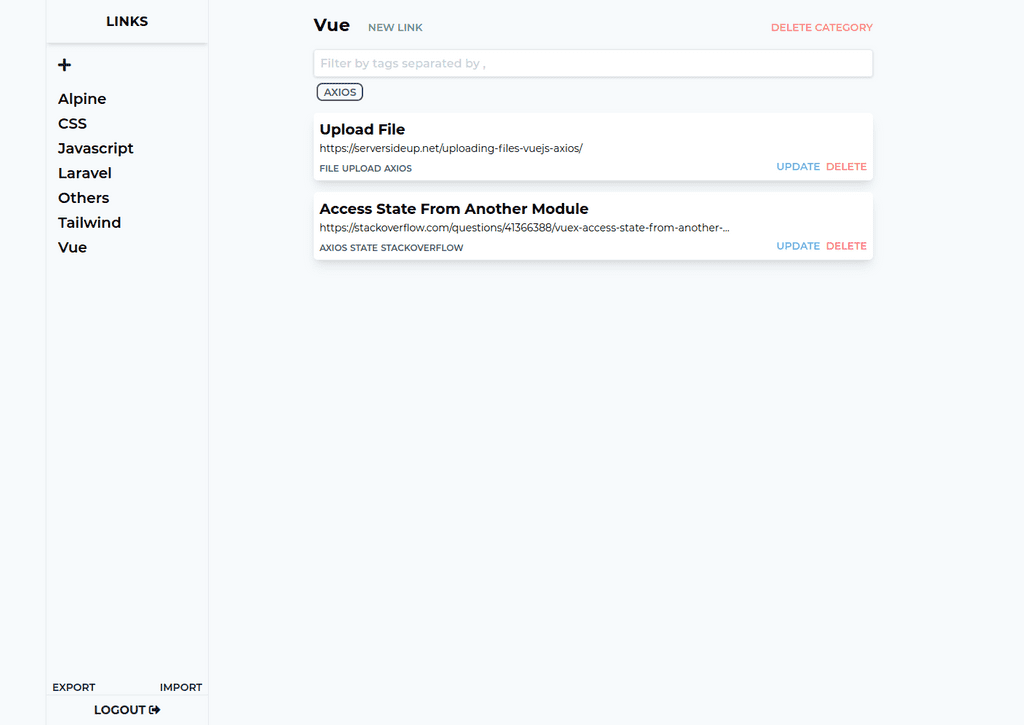 LINKS
+
Alpine
CSS
Javascript
Laravel
Others
Tailwind
Vue
EXPORT IMPORT
LOGOUT
Vue NEW LINK DELETE CATEGORY
Filter by tags separated by ,
AXIOS
Upload File
https://serversideup.net/uploading-files-vuejs-axios/
FILE UPLOAD AXIOS UPDATE DELETE
Access State From Another Module
https://stackoverflow.com/questions/41366388/vuex-access-state-from-another-...
AXIOS STATE STACKOVERFLOW UPDATE DELETE